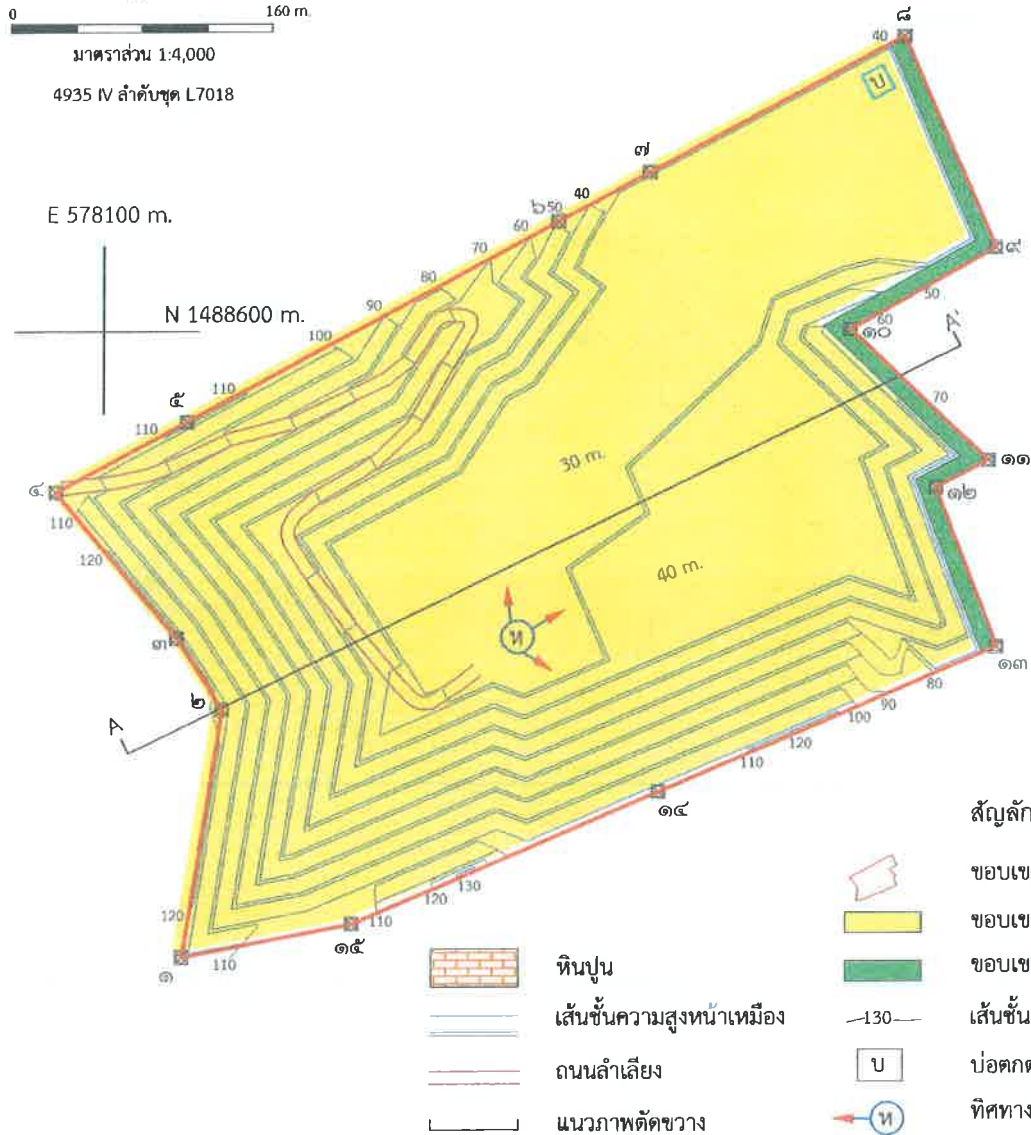 0 160 m.
มาตราส่วน 1:4,000
4935 IV ลำดับชุด L7018
E 578100 m.
N 1488600 m.
๘
40
บ
๗
40
50
๖
60
70
80
90
100
110
๕
110
๔
110
120
๓
๒
A
120
๑
110
๑๕
110
120
130
๑๔
110
120
100
90
80
๑๓
๑๒
๑๑
70
A'
๑๐
60
50
๙
30 m.
40 m.
ห
สัญลัก
ขอบเข
ขอบเข
ขอบเข
หินปูน
เส้นชั้นความสูงหน้าเหมือง
—130— เส้นชั้น
ถนนลำเลียง
บ บ่อตกต
แนวภาพตัดขวาง
ห ทิศทาง